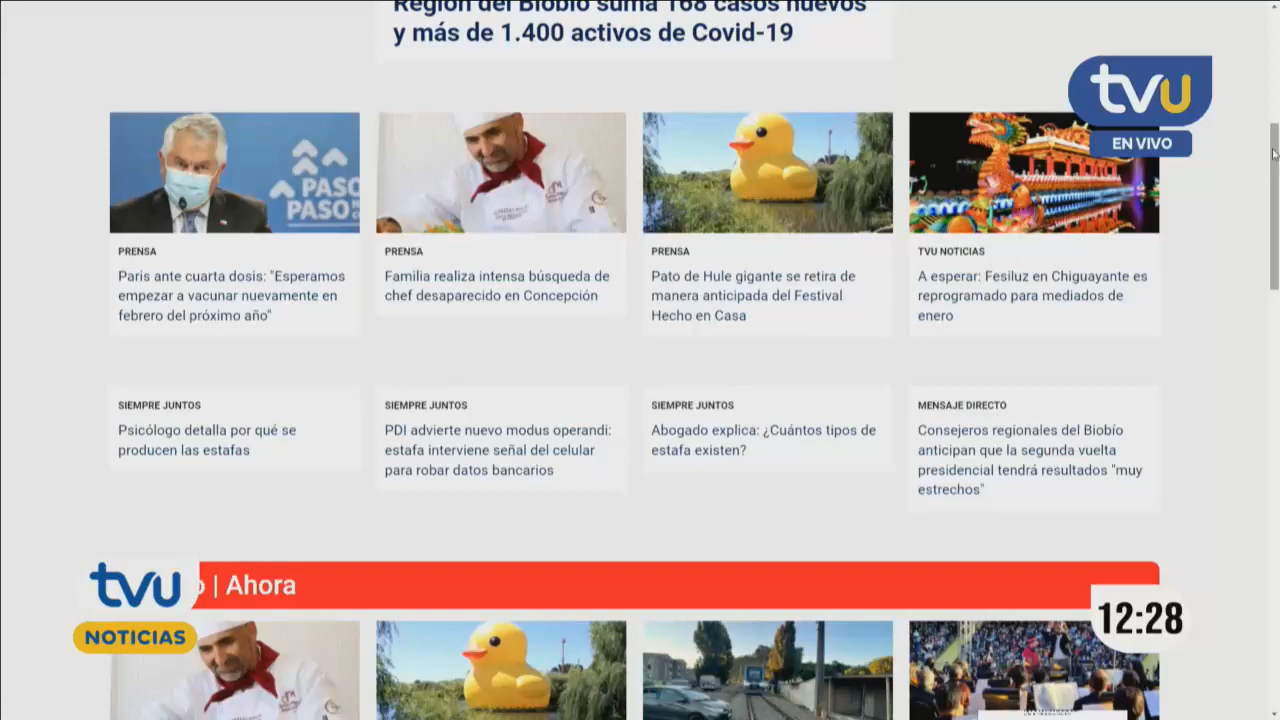 Región del Biobío suma 168 casos nuevos
y más de 1.400 activos de Covid-19
tvu
EN VIVO
PASO
PASO
PRENSA
Paris ante cuarta dosis: "Esperamos
empezar a vacunar nuevamente en
febrero del próximo año"
PRENSA
Familia realiza intensa búsqueda de
chef desaparecido en Concepción
PRENSA
Pato de Hule gigante se retira de
manera anticipada del Festival
Hecho en Casa
TVU NOTICIAS
A esperar: Fesiluz en Chiguayante es
reprogramado para mediados de
enero
SIEMPRE JUNTOS
Psicólogo detalla por qué se
producen las estafas
SIEMPRE JUNTOS
PDI advierte nuevo modus operandi:
estafa interviene señal del celular
para robar datos bancarios
SIEMPRE JUNTOS
Abogado explica: ¿Cuántos tipos de
estafa existen?
MENSAJE DIRECTO
Consejeros regionales del Biobío
anticipan que la segunda vuelta
presidencial tendrá resultados "muy
estrechos"
| Ahora
tvu
NOTICIAS
12:28